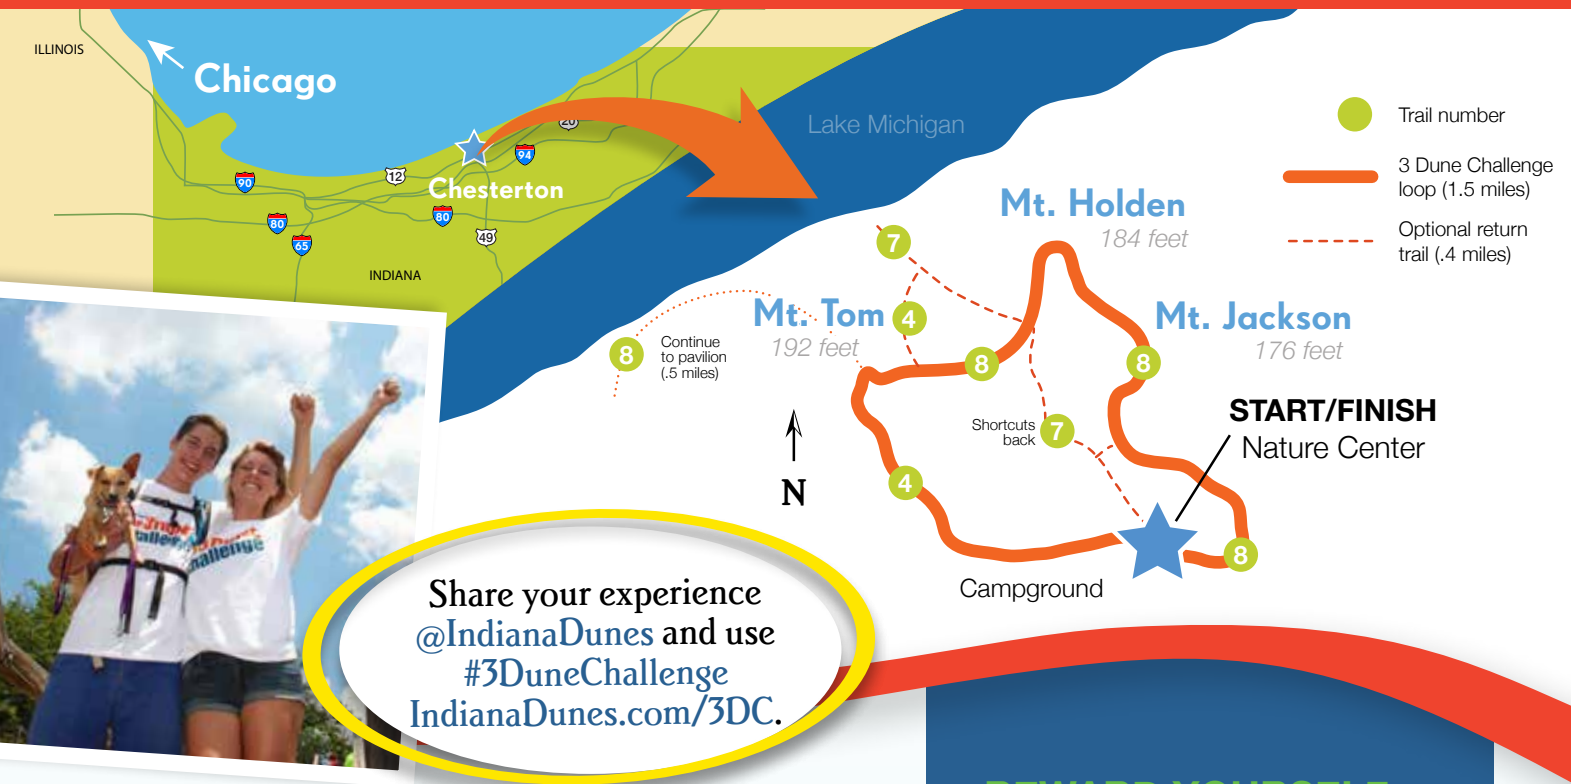 ILLINOIS
Chicago
20
94
90
12
Chesterton
80
80
49
65
INDIANA
Lake Michigan
Trail number
3 Dune Challenge
loop (1.5 miles)
Optional return
trail (.4 miles)
Mt. Holden
184 feet
7
Mt. Tom
192 feet
4
Mt. Jackson
176 feet
8
8
8
Continue
to pavilion
(.5 miles)
START/FINISH
Nature Center
Shortcuts
back
7
4
N
8
Campground
Share your experience
@IndianaDunes and use
#3DuneChallenge
IndianaDunes.com/3DC.
REWARD YOURSELF